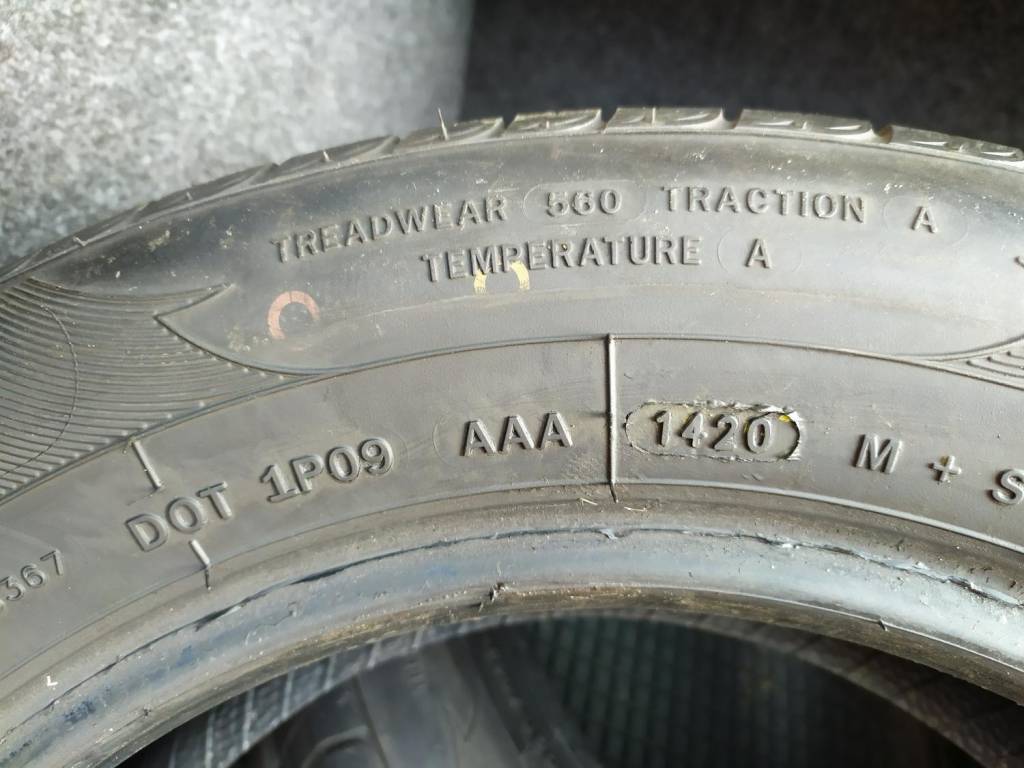 TREADWEAR 560 TRACTION A
TEMPERATURE A
DOT 1P09 AAA 1420 M + S
367